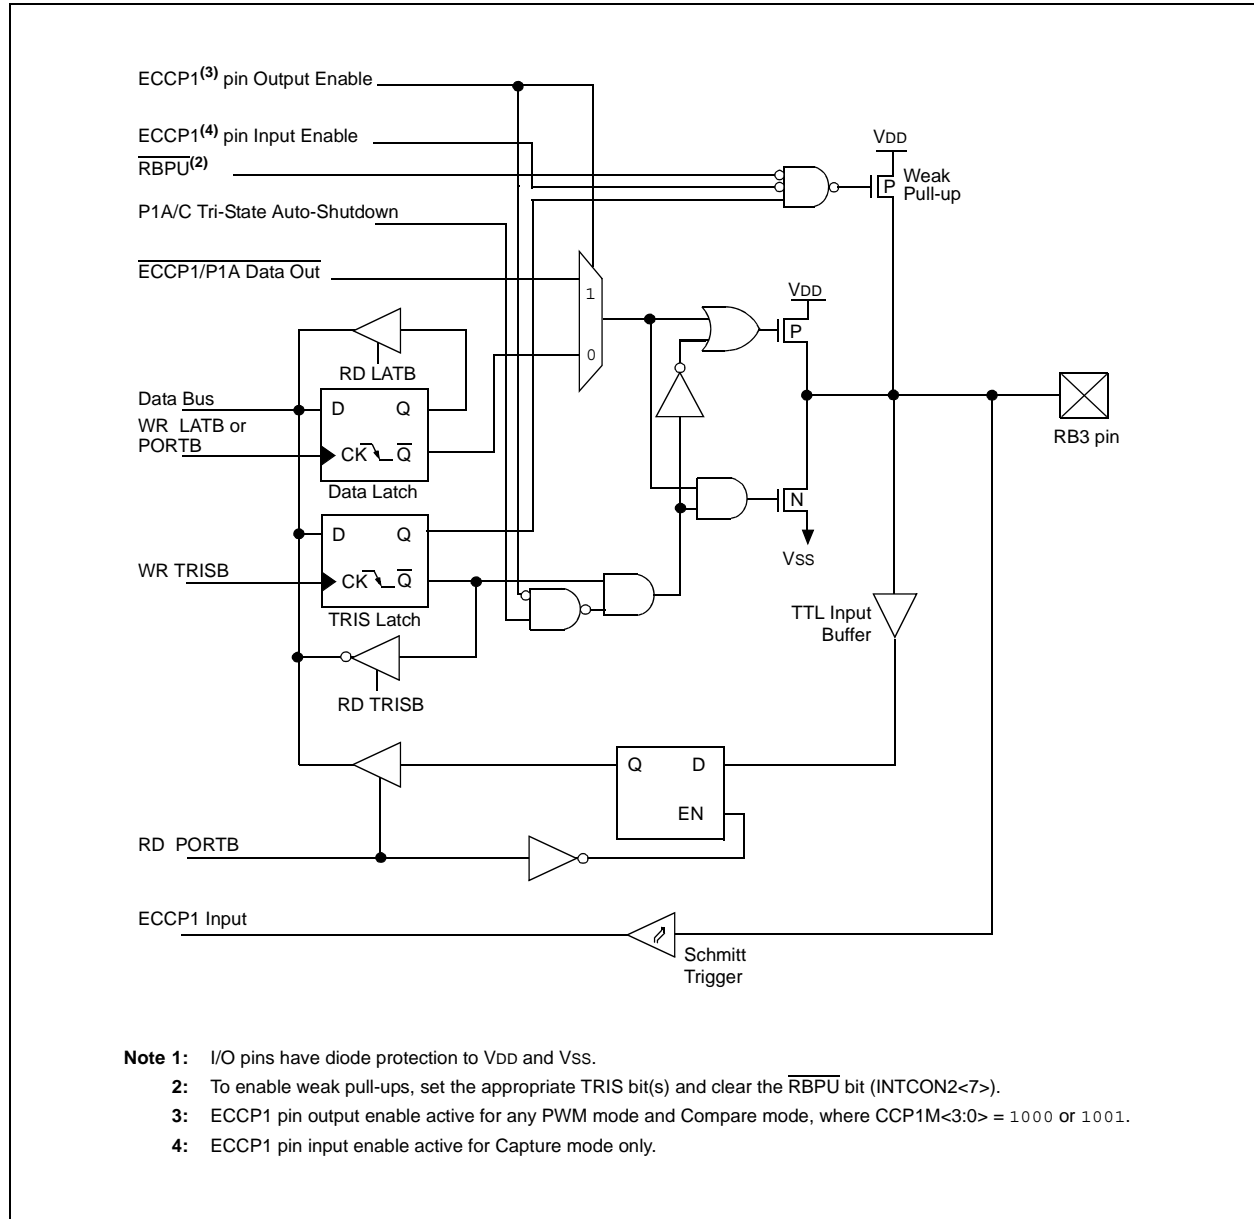 ECCP1(3) pin Output Enable
ECCP1(4) pin Input Enable
RBPU(2)
VDD
Weak
Pull-up
P
P1A/C Tri-State Auto-Shutdown
ECCP1/P1A Data Out
1
VDD
P
0
RD LATB
Data Bus
D Q
WR LATB or
PORTB
CK Q
Data Latch
RB3 pin
N
VSS
D Q
WR TRISB
CK Q
TRIS Latch
TTL Input
Buffer
RD TRISB
Q D
EN
RD PORTB
ECCP1 Input
Schmitt
Trigger
Note 1: I/O pins have diode protection to VDD and VSS.
2: To enable weak pull-ups, set the appropriate TRIS bit(s) and clear the RBPU bit (INTCON2<7>).
3: ECCP1 pin output enable active for any PWM mode and Compare mode, where CCP1M<3:0> = 1000 or 1001.
4: ECCP1 pin input enable active for Capture mode only.